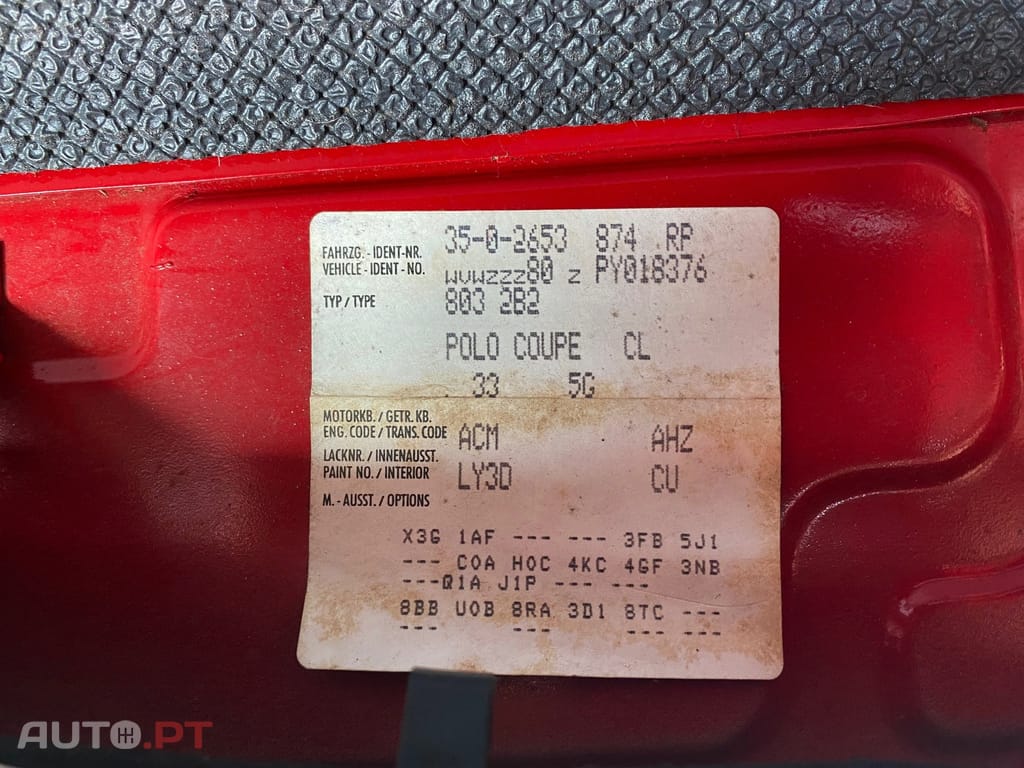 FAHRZG. - IDENT-NR. 35-0-2653 874 RP
VEHICLE - IDENT - NO. WVWZZZ80 Z PY018376
TYP / TYPE 803 2B2
POLO COUPE CL
33 5G
MOTORKB. / GETR. KB.
ENG. CODE / TRANS. CODE ACM AHZ
LACKNR. / INNENAUSST.
PAINT NO. / INTERIOR LY3D CU
M. - AUSST. / OPTIONS
X3G 1AF --- --- --- 3FB 5J1
--- C0A H0C 4KC 4GF 3NB
---Q1A J1P --- ---
8BB U0B 8RA 3D1 8TC ---
--- --- --- ---
AUTO.PT